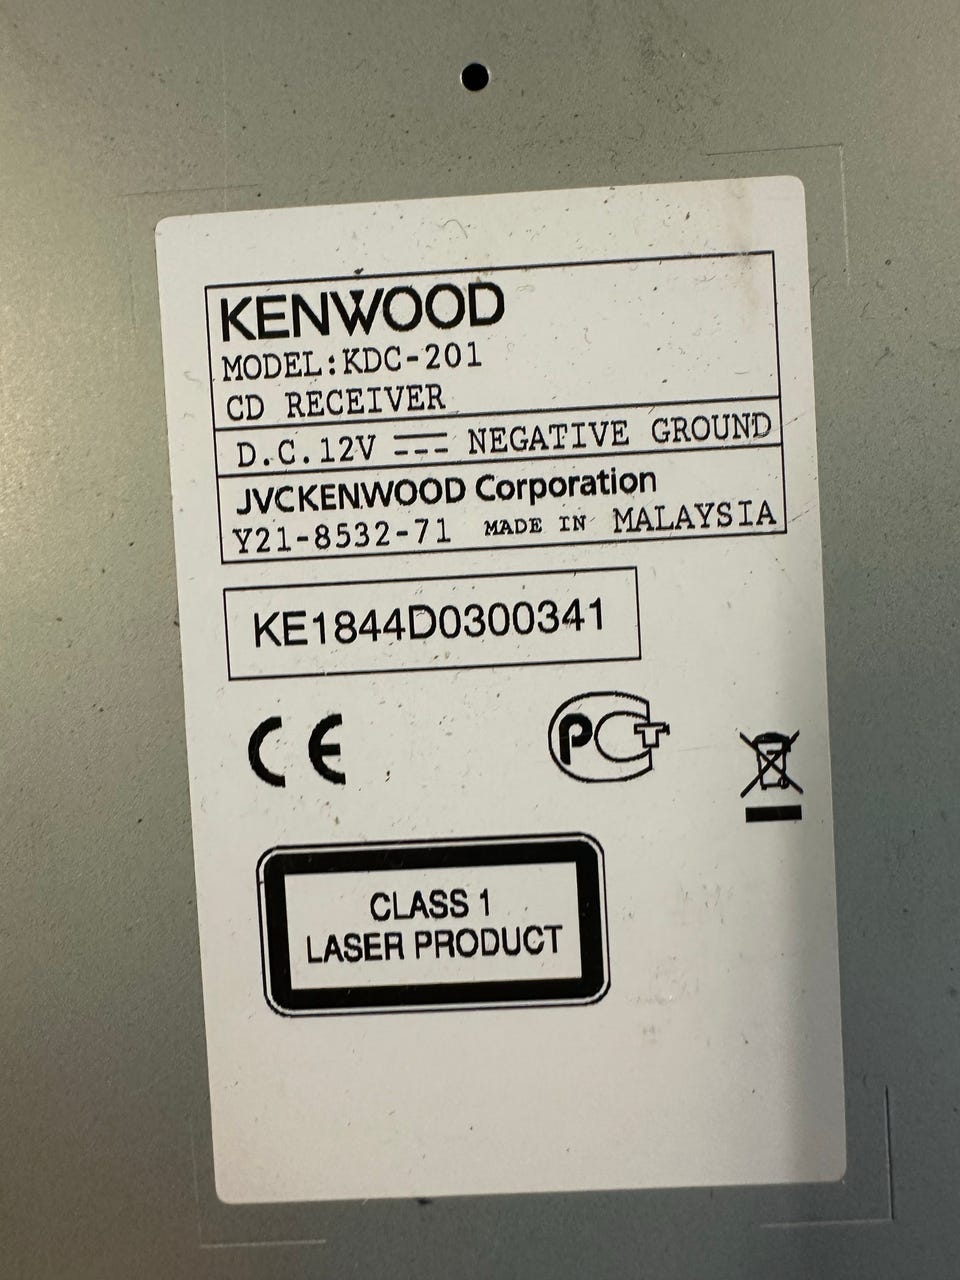 KENWOOD
MODEL:KDC-201
CD RECEIVER
D.C.12V ⎓ NEGATIVE GROUND
JVCKENWOOD Corporation
Y21-8532-71 MADE IN MALAYSIA
KE1844D0300341
CE PCT
CLASS 1
LASER PRODUCT